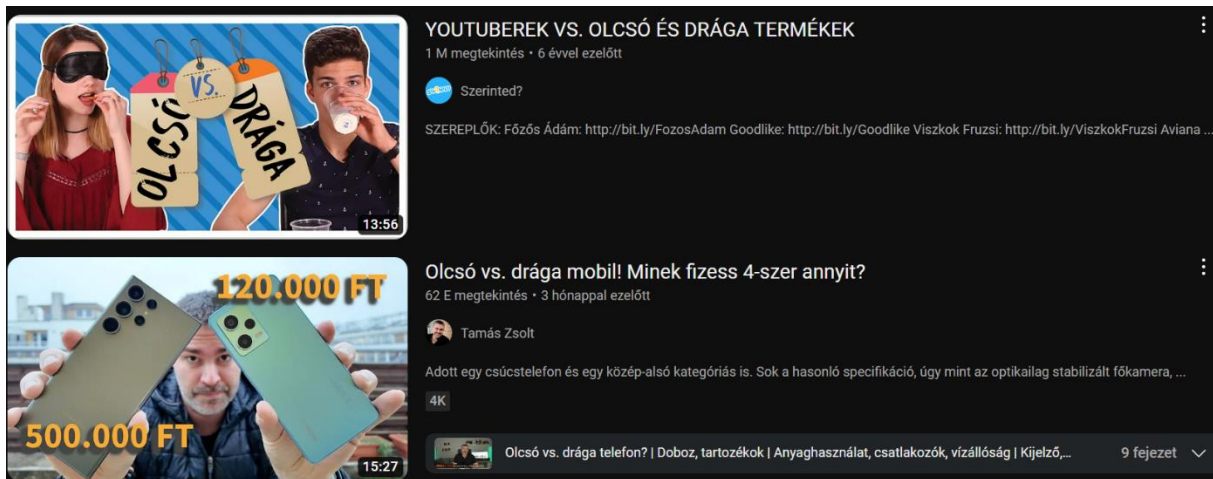 OLCSÓ
VS.
DRÁGA
13:56
YOUTUBEREK VS. OLCSÓ ÉS DRÁGA TERMÉKEK
1 M megtekintés • 6 évvel ezelőtt
Szerinted?
SZEREPLŐK: Főzős Ádám: http://bit.ly/FozosAdam Goodlike: http://bit.ly/Goodlike Viszkok Fruzsi: http://bit.ly/ViszkokFruzsi Aviana ...
120.000 FT
500.000 FT
15:27
Olcsó vs. drága mobil! Minek fizess 4-szer annyit?
62 E megtekintés • 3 hónappal ezelőtt
Tamás Zsolt
Adott egy csúcstelefon és egy közép-alsó kategóriás is. Sok a hasonló specifikáció, úgy mint az optikailag stabilizált főkamera, ...
4K
Olcsó vs. drága telefon? | Doboz, tartozékok | Anyaghasználat, csatlakozók, vízállóság | Kijelző,...
9 fejezet